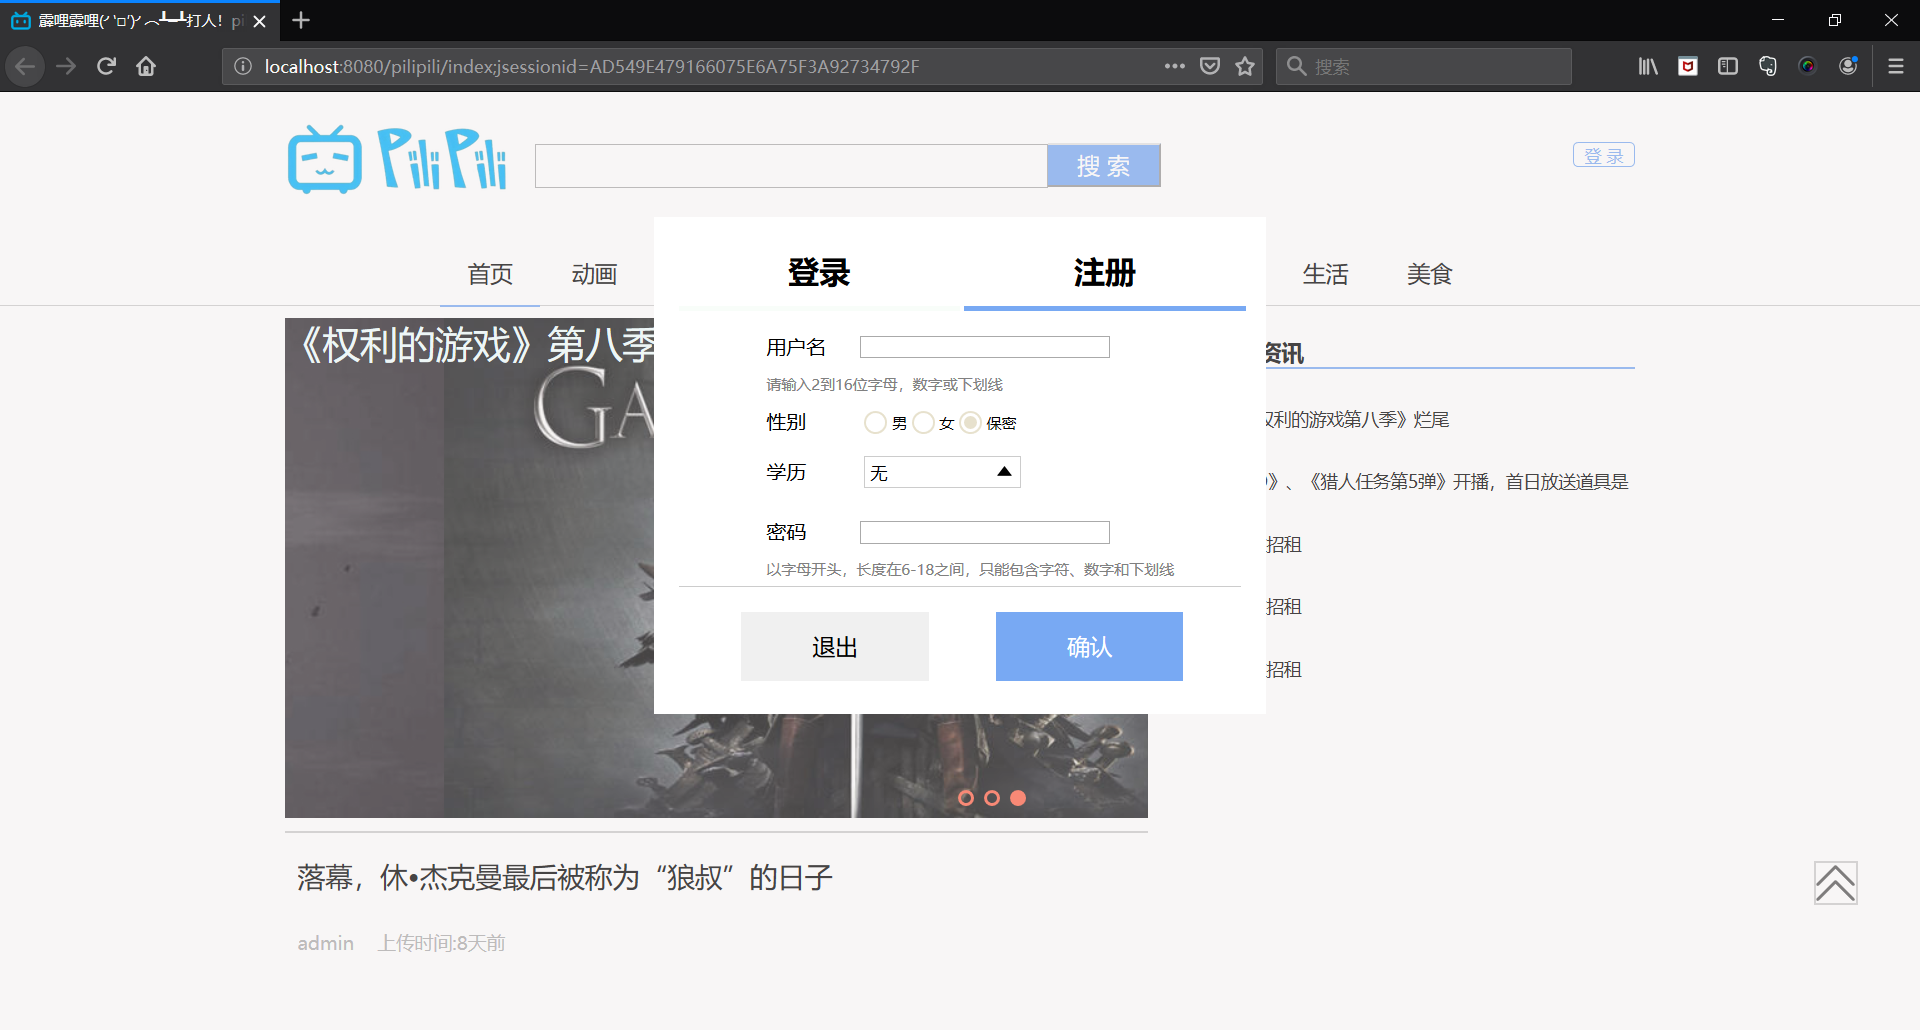 霹哩霹哩(╯'□')╯︵┻━┻打人！pi
localhost:8080/pilipili/index;jsessionid=AD549E479166075E6A75F3A92734792F
搜索
PiliPili
搜 索
登 录
首页 动画
生活 美食
登录 注册
用户名
请输入2到16位字母，数字或下划线
性别 男 女 保密
学历 无
密码
以字母开头，长度在6-18之间，只能包含字符、数字和下划线
退出 确认
《权利的游戏》第八季
GA
资讯
权利的游戏第八季》烂尾
》、《猎人任务第5弹》开播，首日放送道具是
招租
招租
招租
落幕，休•杰克曼最后被称为“狼叔”的日子
admin 上传时间:8天前